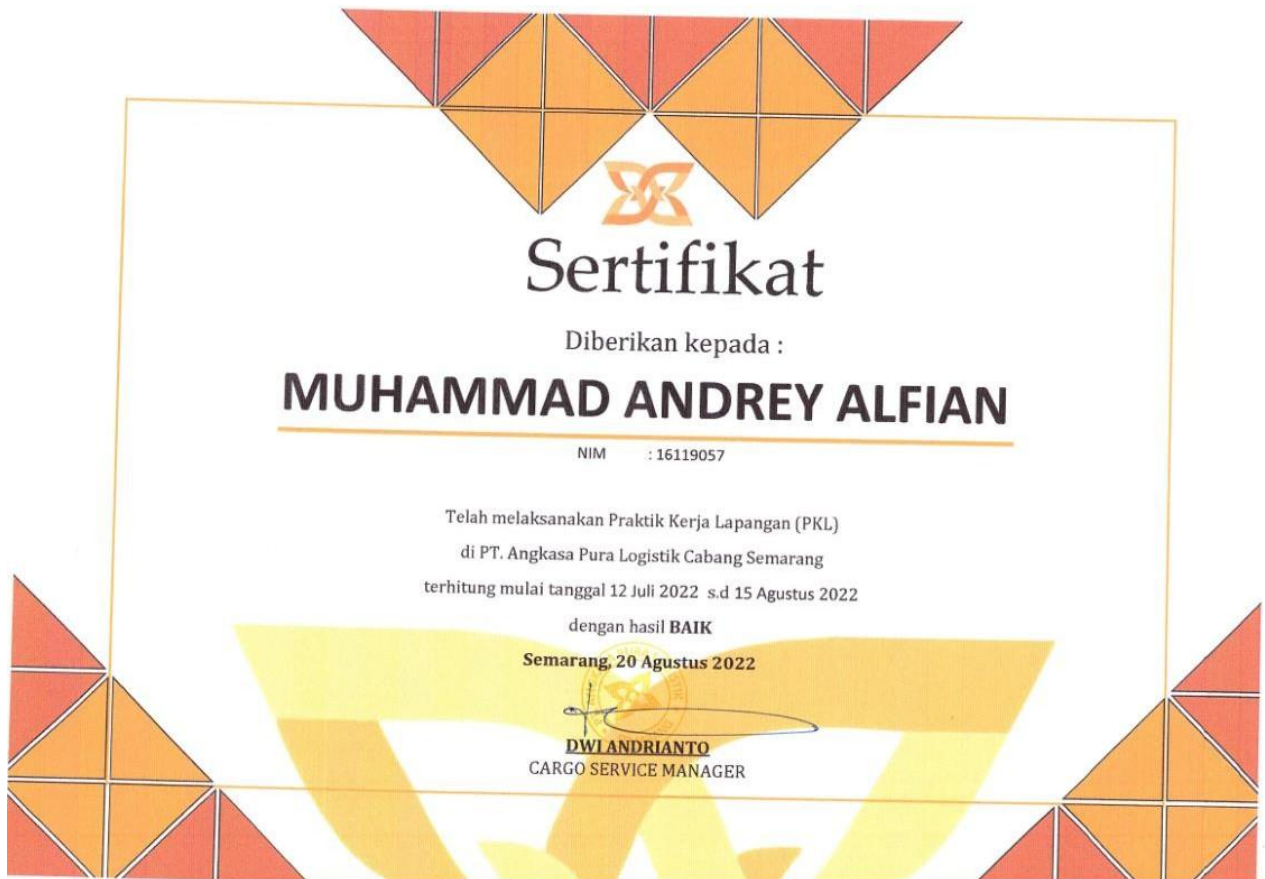 Sertifikat
Diberikan kepada :
MUHAMMAD ANDREY ALFIAN
NIM : 16119057
Telah melaksanakan Praktik Kerja Lapangan (PKL)
di PT. Angkasa Pura Logistik Cabang Semarang
terhitung mulai tanggal 12 Juli 2022 s.d 15 Agustus 2022
dengan hasil BAIK
Semarang, 20 Agustus 2022
DWI ANDRIANTO
CARGO SERVICE MANAGER